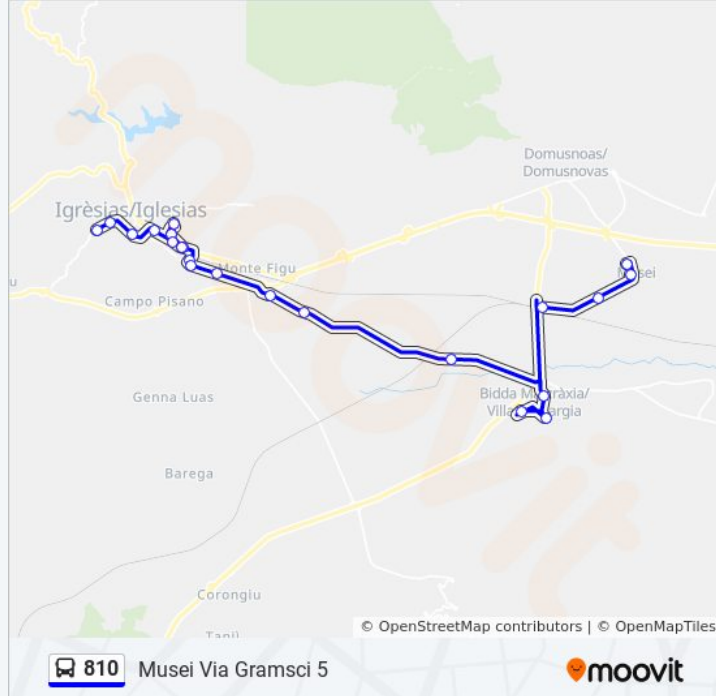 Domusnoas/
Domusnovas
Igrèsias/Iglesias
Monte Figu
Campo Pisano
Genna Luas
Bidda M
Barega
Corongiu
© OpenStreetMap contributors | © OpenMapTiles
810 Musei Via Gramsci 5
moovit